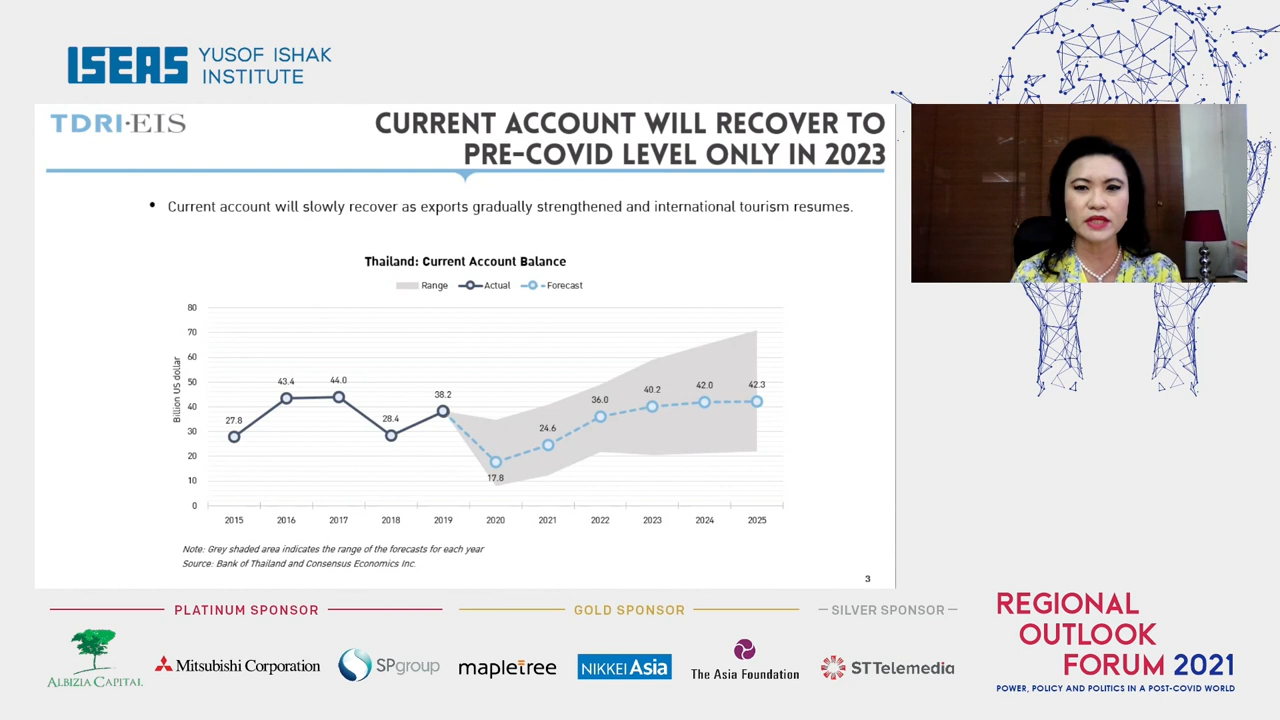 ISEAS YUSOF ISHAK
INSTITUTE
TDRI·EIS
CURRENT ACCOUNT WILL RECOVER TO
PRE-COVID LEVEL ONLY IN 2023
• Current account will slowly recover as exports gradually strengthened and international tourism resumes.
Thailand: Current Account Balance
Range Actual Forecast
Billion US dollar
80
70
60
50
40
30
20
10
0
27.8 43.4 44.0 28.4 38.2 17.8 24.6 36.0 40.2 42.0 42.3
2015 2016 2017 2018 2019 2020 2021 2022 2023 2024 2025
Note: Grey shaded area indicates the range of the forecasts for each year
Source: Bank of Thailand and Consensus Economics Inc.
3
PLATINUM SPONSOR GOLD SPONSOR SILVER SPONSOR
ALBIZIA CAPITAL Mitsubishi Corporation SPgroup mapletree NIKKEI Asia The Asia Foundation ST Telemedia
REGIONAL
OUTLOOK
FORUM 2021
POWER, POLICY AND POLITICS IN A POST-COVID WORLD